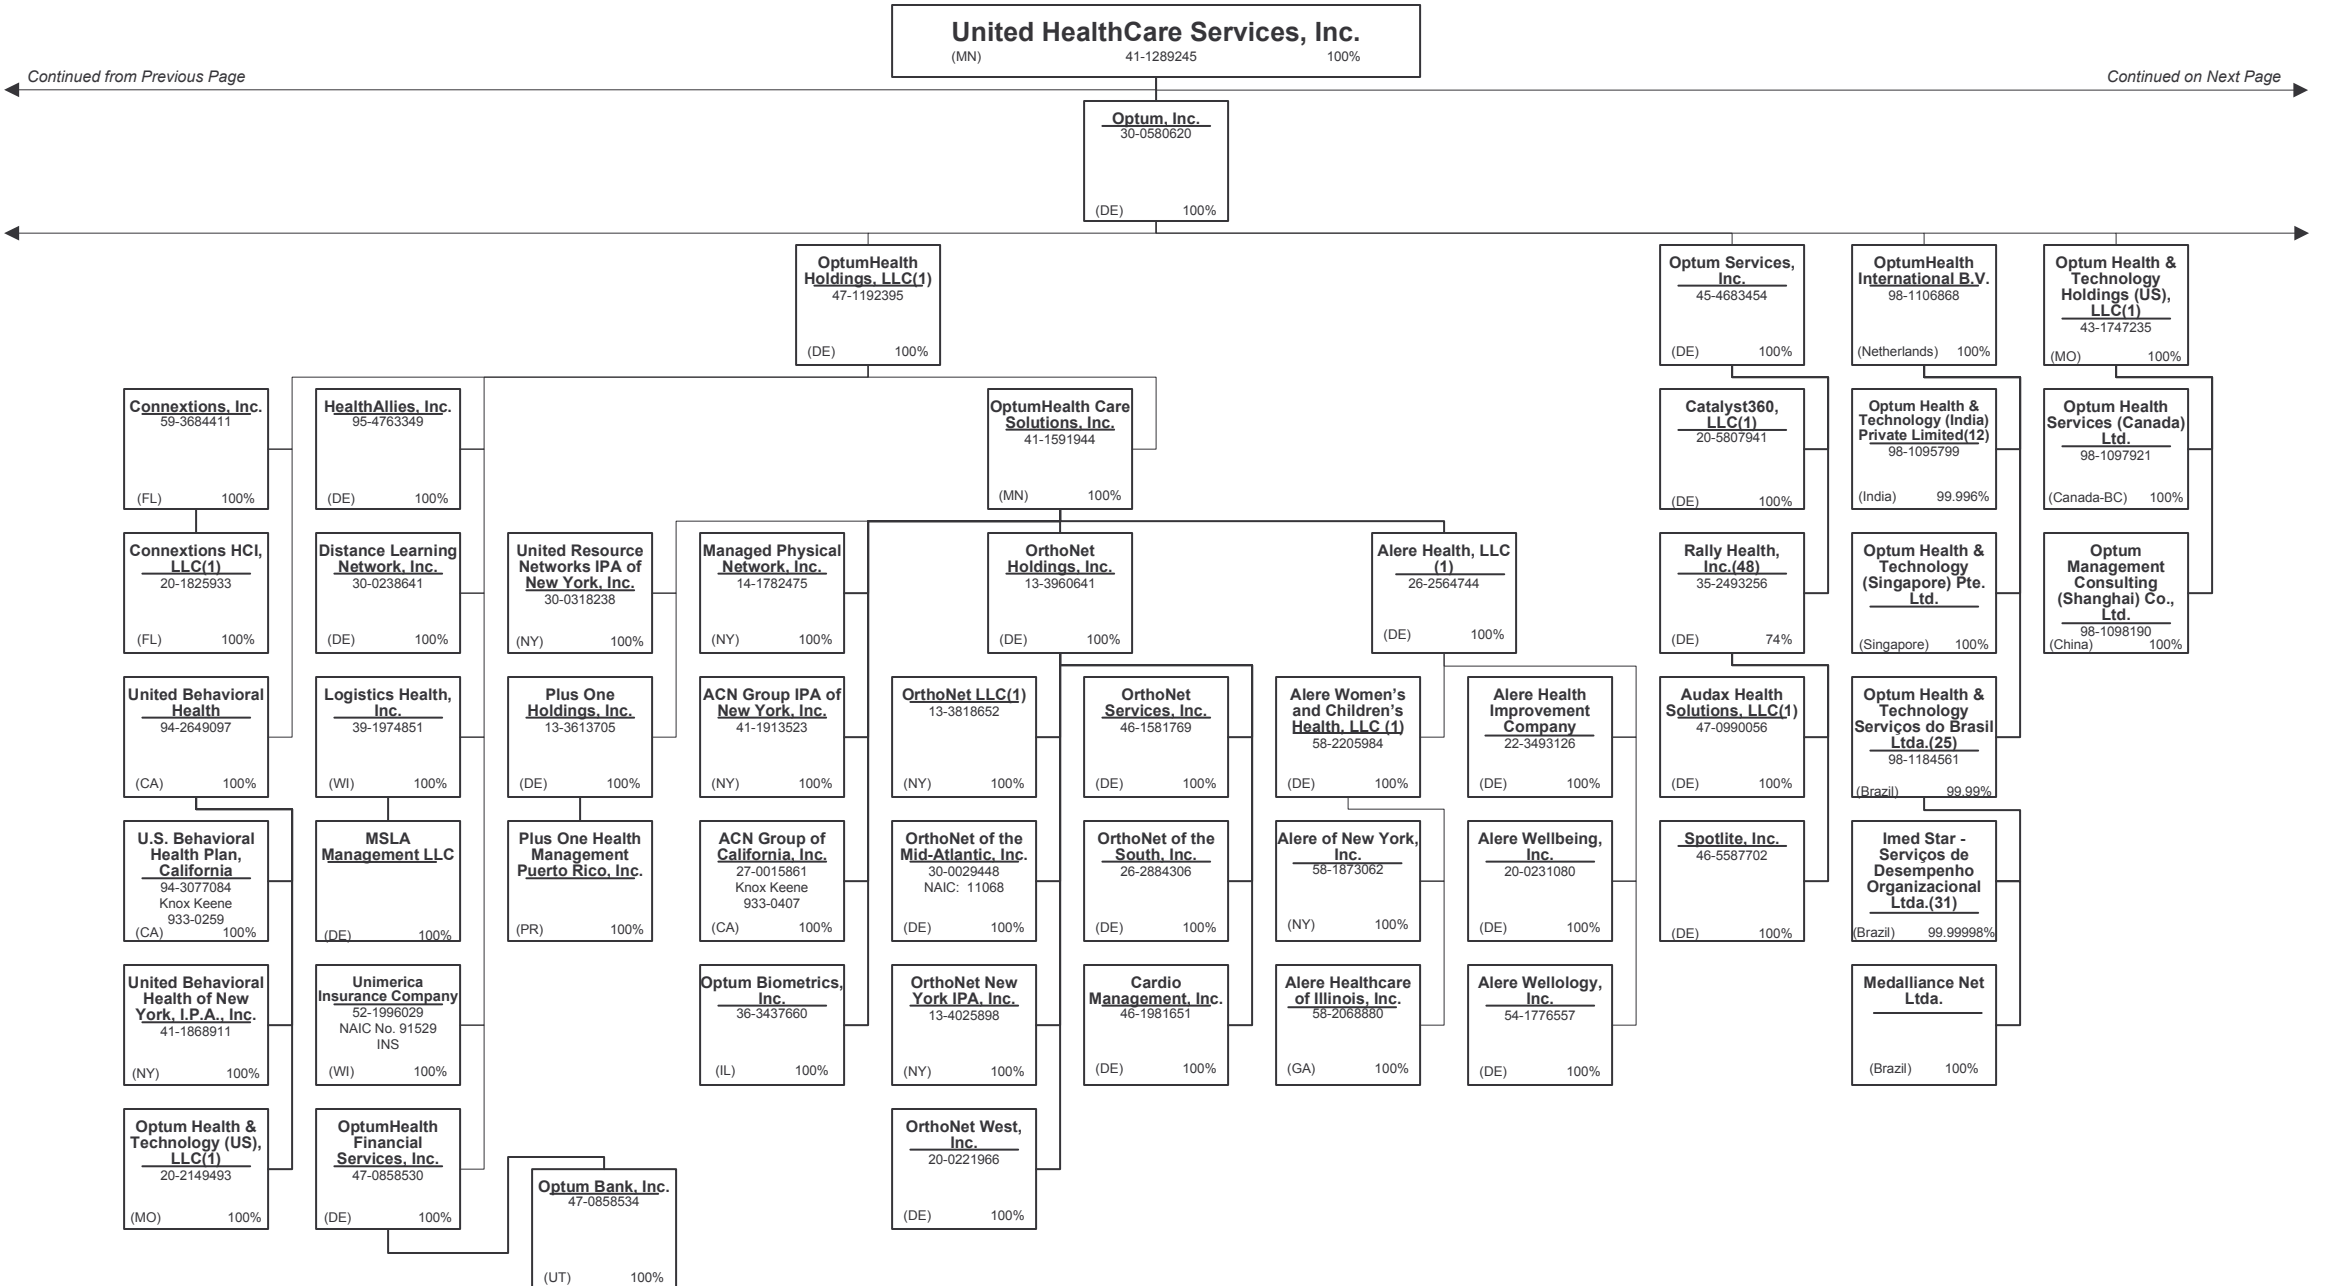 United HealthCare Services, Inc.
(MN) 41-1289245 100%
Continued from Previous Page
Continued on Next Page
Optum, Inc.
30-0580620
(DE) 100%
OptumHealth
Holdings, LLC(1)
47-1192395
(DE) 100%
Optum Services,
Inc.
45-4683454
(DE) 100%
OptumHealth
International B.V.
98-1106868
(Netherlands) 100%
Optum Health &
Technology
Holdings (US),
LLC(1)
43-1747235
(MO) 100%
Connextions, Inc.
59-3684411
(FL) 100%
HealthAllies, Inc.
95-4763349
(DE) 100%
OptumHealth Care
Solutions, Inc.
41-1591944
(MN) 100%
Catalyst360,
LLC(1)
20-5807941
(DE) 100%
Optum Health &
Technology (India)
Private Limited(12)
98-1095799
(India) 99.996%
Optum Health
Services (Canada)
Ltd.
98-1097921
(Canada-BC) 100%
Connextions HCI,
LLC(1)
20-1825933
(FL) 100%
Distance Learning
Network, Inc.
30-0238641
(DE) 100%
United Resource
Networks IPA of
New York, Inc.
30-0318238
(NY) 100%
Managed Physical
Network, Inc.
14-1782475
(NY) 100%
OrthoNet
Holdings, Inc.
13-3960641
(DE) 100%
Alere Health, LLC
(1)
26-2564744
(DE) 100%
Rally Health,
Inc.(48)
35-2493256
(DE) 74%
Optum Health &
Technology
(Singapore) Pte.
Ltd.
(Singapore) 100%
Optum
Management
Consulting
(Shanghai) Co.,
Ltd.
98-1098190
(China) 100%
United Behavioral
Health
94-2649097
(CA) 100%
Logistics Health,
Inc.
39-1974851
(WI) 100%
Plus One
Holdings, Inc.
13-3613705
(DE) 100%
ACN Group IPA of
New York, Inc.
41-1913523
(NY) 100%
OrthoNet LLC(1)
13-3818652
(NY) 100%
OrthoNet
Services, Inc.
46-1581769
(DE) 100%
Alere Women’s
and Children’s
Health, LLC (1)
58-2205984
(DE) 100%
Alere Health
Improvement
Company
22-3493126
(DE) 100%
Audax Health
Solutions, LLC(1)
47-0990056
(DE) 100%
Optum Health &
Technology
Serviços do Brasil
Ltda.(25)
98-1184561
(Brazil) 99.99%
U.S. Behavioral
Health Plan,
California
94-3077084
Knox Keene
933-0259
(CA) 100%
MSLA
Management LLC
(DE) 100%
Plus One Health
Management
Puerto Rico, Inc.
(PR) 100%
ACN Group of
California, Inc.
27-0015861
Knox Keene
933-0407
(CA) 100%
OrthoNet of the
Mid-Atlantic, Inc.
30-0029448
NAIC: 11068
(DE) 100%
OrthoNet of the
South, Inc.
26-2884306
(DE) 100%
Alere of New York,
Inc.
58-1873062
(NY) 100%
Alere Wellbeing,
Inc.
20-0231080
(DE) 100%
Spotlite, Inc.
46-5587702
(DE) 100%
Imed Star -
Serviços de
Desempenho
Organizacional
Ltda.(31)
(Brazil) 99.99998%
United Behavioral
Health of New
York, I.P.A., Inc.
41-1868911
(NY) 100%
Unimerica
Insurance Company
52-1996029
NAIC No. 91529
INS
(WI) 100%
Optum Biometrics,
Inc.
36-3437660
(IL) 100%
OrthoNet New
York IPA, Inc.
13-4025898
(NY) 100%
Cardio
Management, Inc.
46-1981651
(DE) 100%
Alere Healthcare
of Illinois, Inc.
58-2068880
(GA) 100%
Alere Wellology,
Inc.
54-1776557
(DE) 100%
Medalliance Net
Ltda.
(Brazil) 100%
Optum Health &
Technology (US),
LLC(1)
20-2149493
(MO) 100%
OptumHealth
Financial
Services, Inc.
47-0858530
(DE) 100%
Optum Bank, Inc.
47-0858534
(UT) 100%
OrthoNet West,
Inc.
20-0221966
(DE) 100%